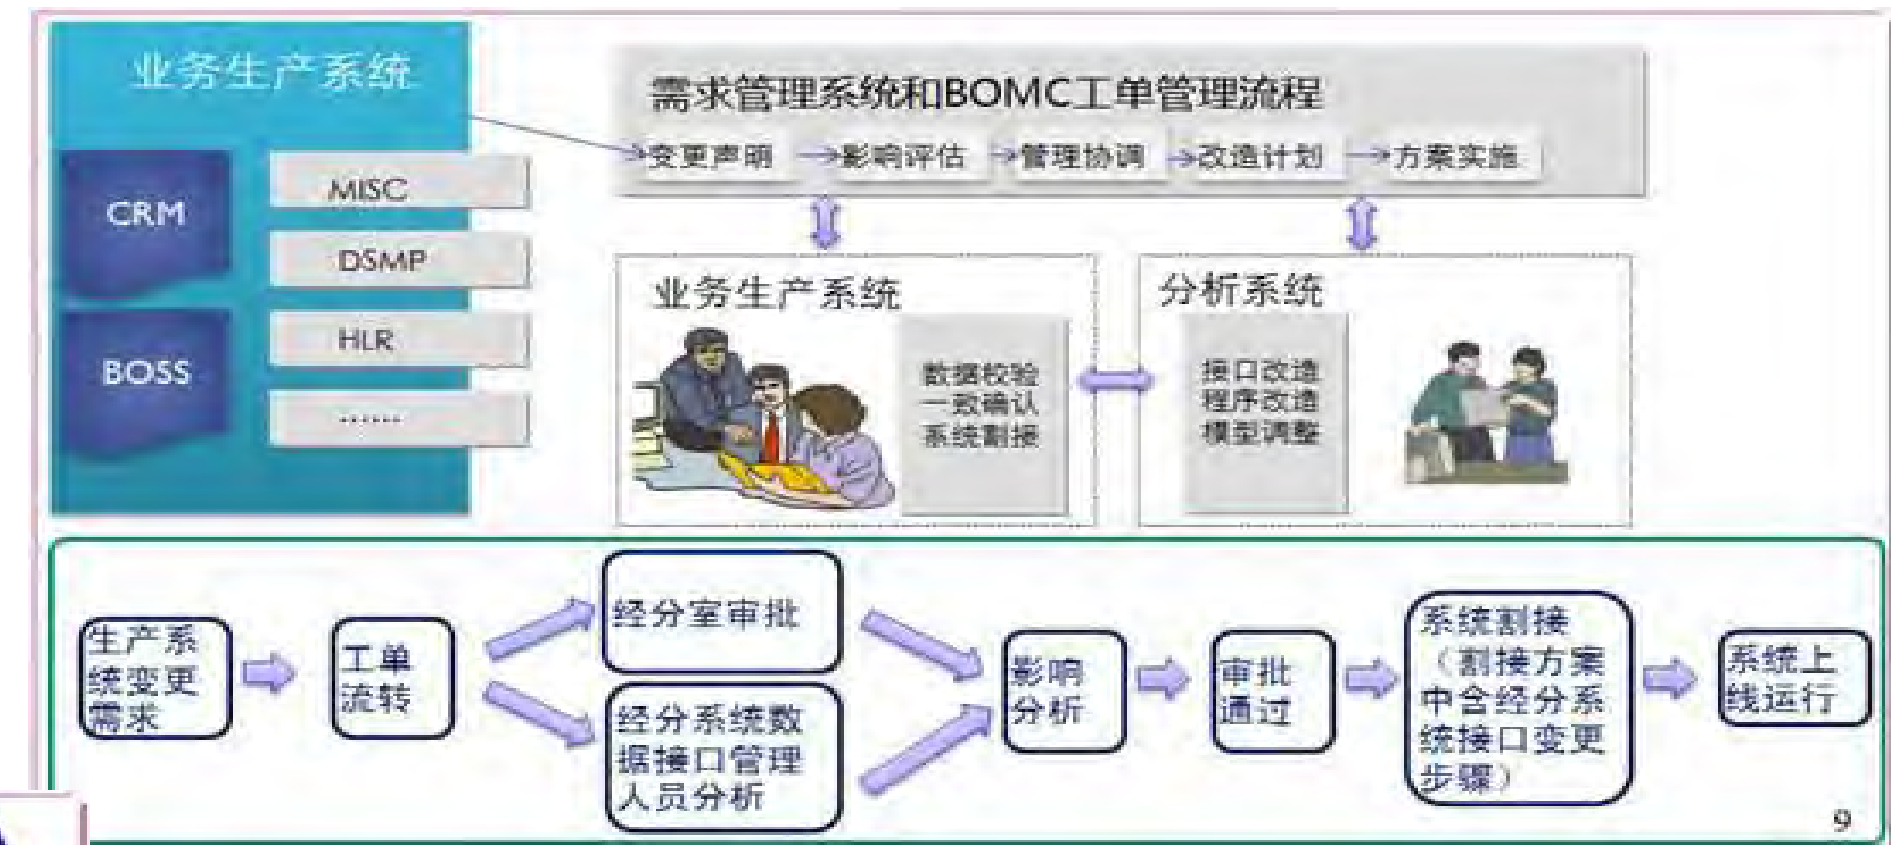 业务生产系统
CRM
BOSS
MISC
DSMP
HLR
......
需求管理系统和BOMC工单管理流程
变更声明
影响评估
管理协调
改造计划
方案实施
业务生产系统
数据校验
一致确认
系统割接
分析系统
接口改造
程序改造
模型调整
生产系
统变更
需求
工单
流转
经分室审批
经分系统数
据接口管理
人员分析
影响
分析
审批
通过
系统割接
（割接方案
中含经分系
统接口变更
步骤）
系统上
线运行
9